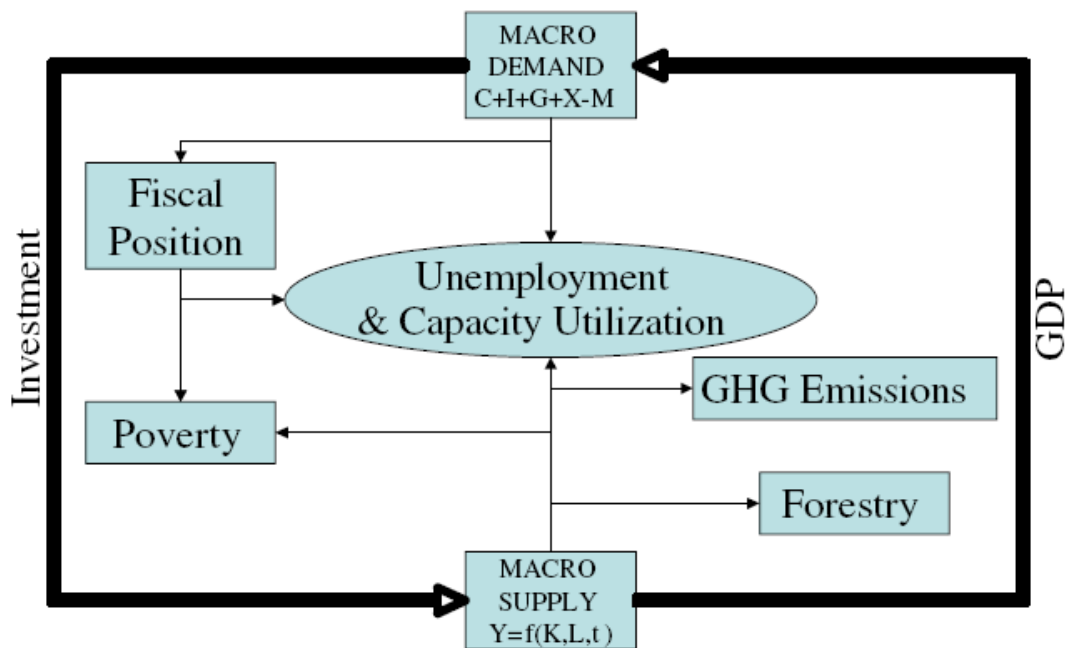 MACRO
DEMAND
C+I+G+X-M
Fiscal
Position
Investment
Unemployment
& Capacity Utilization
GDP
GHG Emissions
Poverty
Forestry
MACRO
SUPPLY
Y=f(K,L,t)